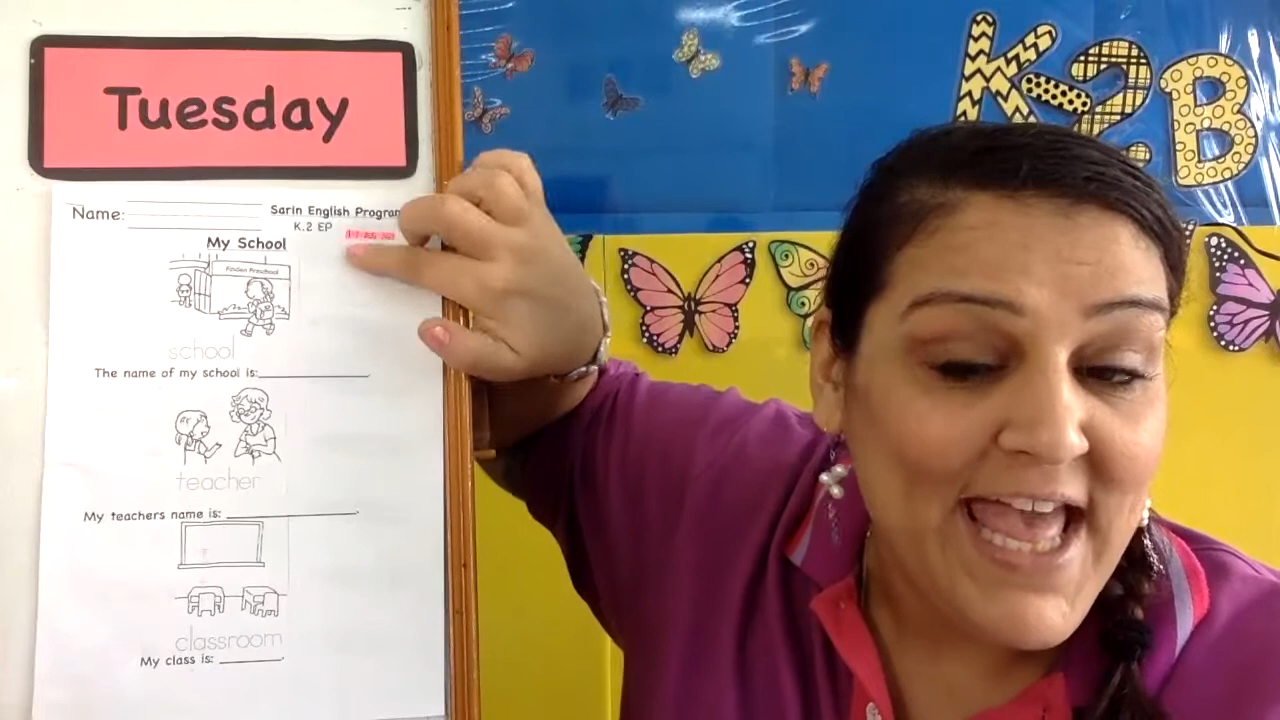 Tuesday
K-2B
Name:
Sarin English Program
K.2 EP
My School
school
The name of my school is:
teacher
My teachers name is:
classroom
My class is: